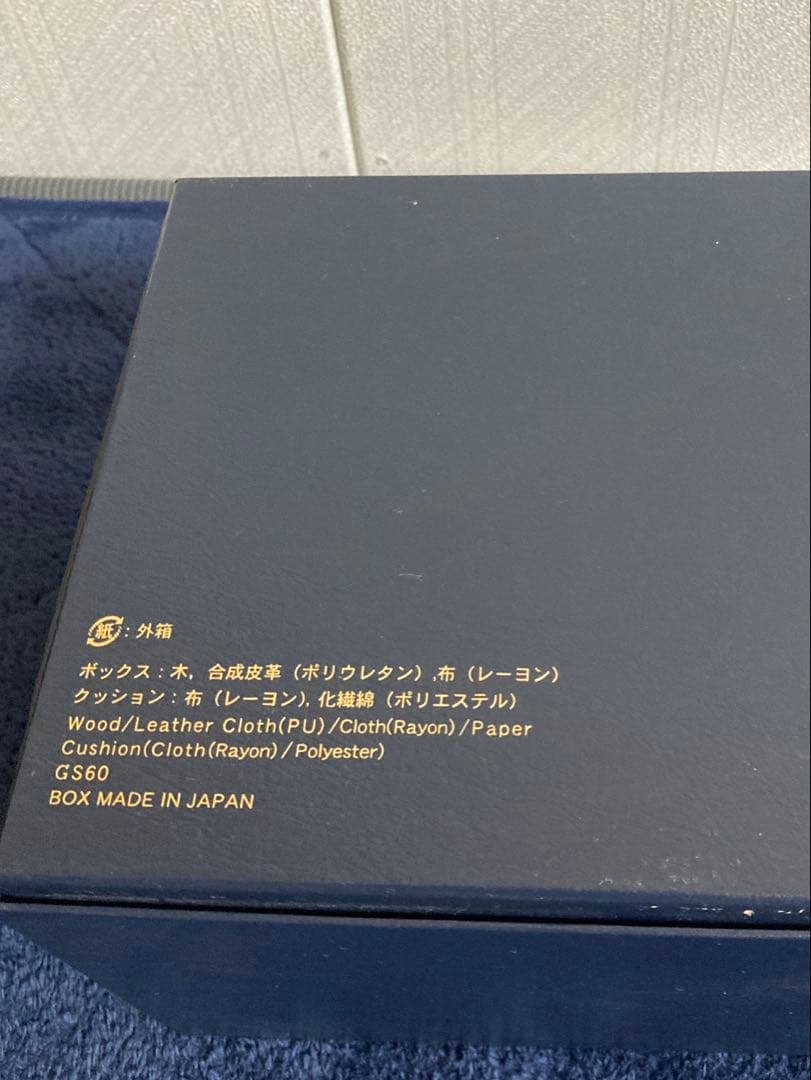 紙：外箱
ボックス：木，合成皮革（ポリウレタン）,布（レーヨン）
クッション：布（レーヨン), 化繊綿（ポリエステル）
Wood/Leather Cloth(PU)/Cloth(Rayon)/Paper
Cushion(Cloth(Rayon)/Polyester)
GS60
BOX MADE IN JAPAN